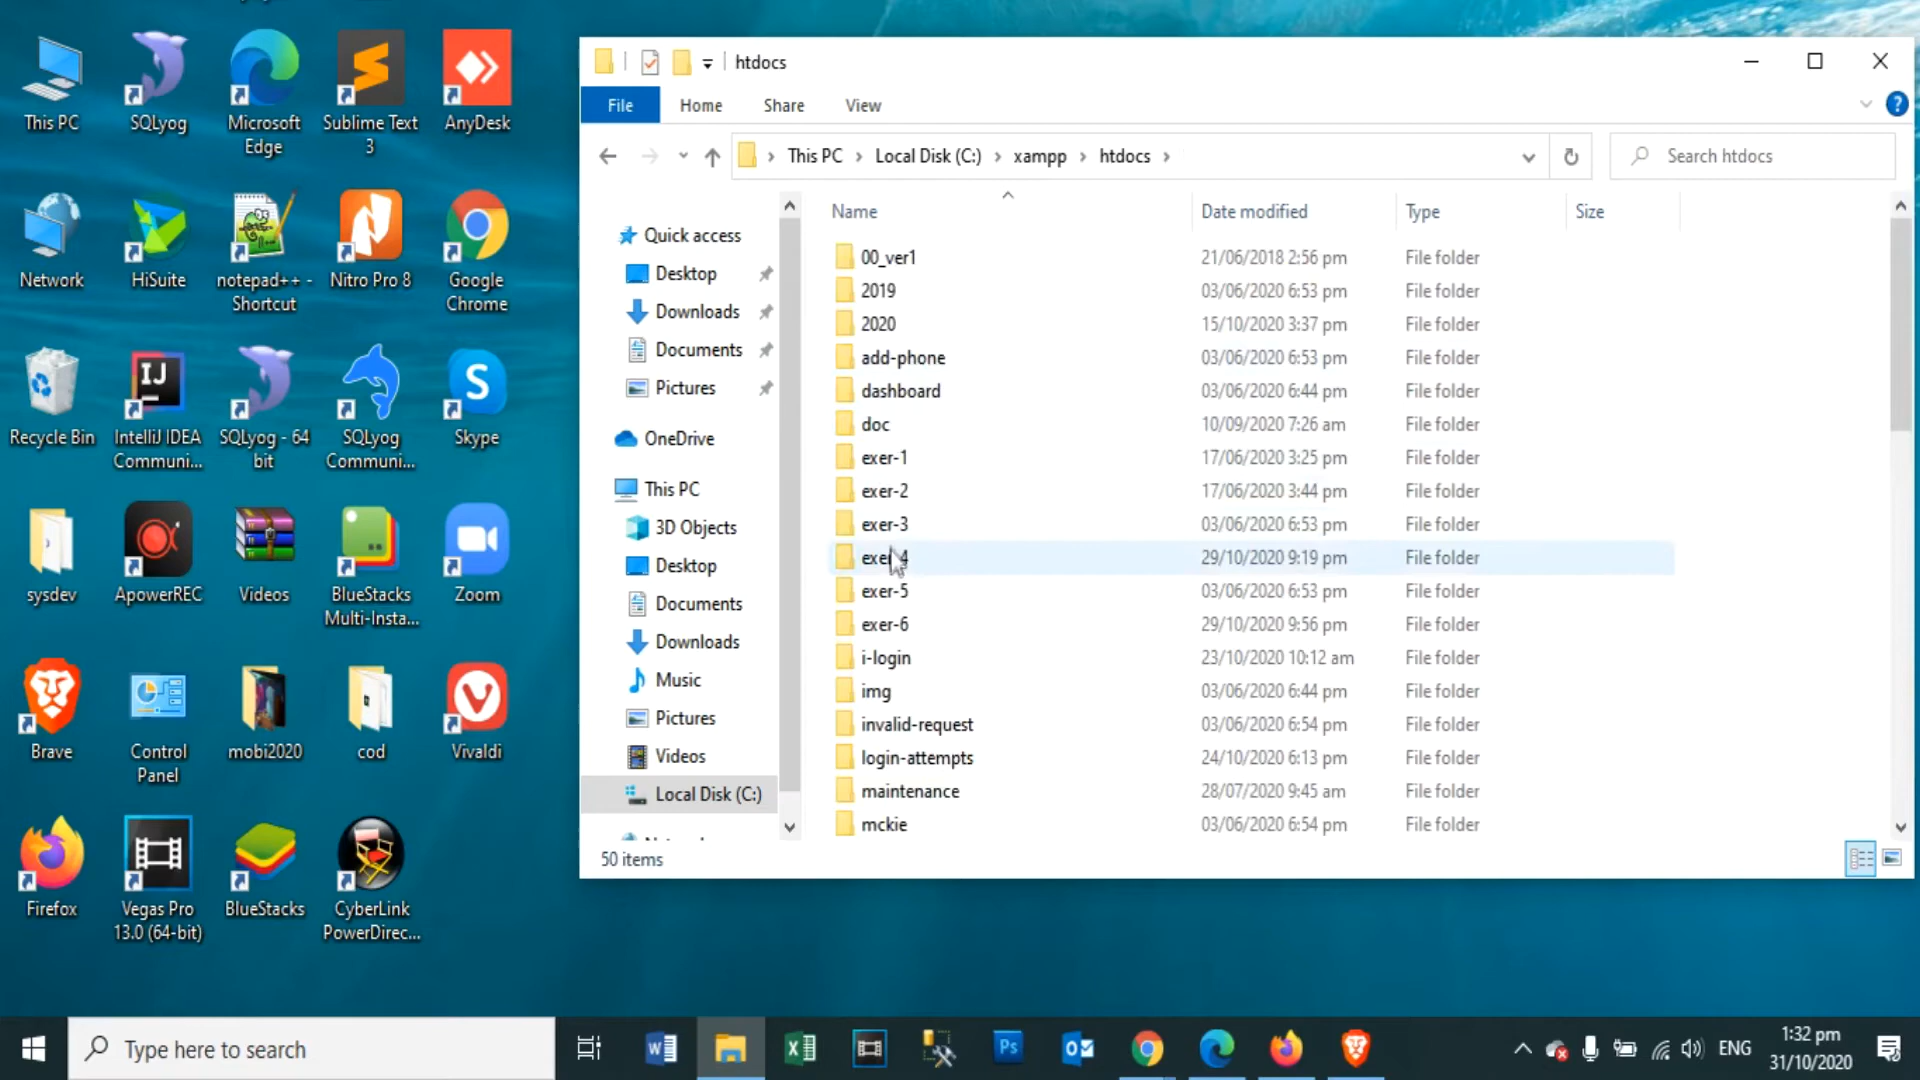 This PC
SQLyog
Microsoft
Edge
Sublime Text
3
AnyDesk
Network
HiSuite
notepad++ -
Shortcut
Nitro Pro 8
Google
Chrome
Recycle Bin
IntelliJ IDEA
Communi...
SQLyog - 64
bit
SQLyog
Communi...
Skype
sysdev
ApowerREC
Videos
BlueStacks
Multi-Insta...
Zoom
Brave
Control
Panel
mobi2020
cod
Vivaldi
Firefox
Vegas Pro
13.0 (64-bit)
BlueStacks
CyberLink
PowerDirec...
htdocs
File Home Share View
This PC > Local Disk (C:) > xampp > htdocs >
Search htdocs
Quick access
Desktop
Downloads
Documents
Pictures
OneDrive
This PC
3D Objects
Desktop
Documents
Downloads
Music
Pictures
Videos
Local Disk (C:)
Name Date modified Type Size
00_ver1 21/06/2018 2:56 pm File folder
2019 03/06/2020 6:53 pm File folder
2020 15/10/2020 3:37 pm File folder
add-phone 03/06/2020 6:53 pm File folder
dashboard 03/06/2020 6:44 pm File folder
doc 10/09/2020 7:26 am File folder
exer-1 17/06/2020 3:25 pm File folder
exer-2 17/06/2020 3:44 pm File folder
exer-3 03/06/2020 6:53 pm File folder
exer-4 29/10/2020 9:19 pm File folder
exer-5 03/06/2020 6:53 pm File folder
exer-6 29/10/2020 9:56 pm File folder
i-login 23/10/2020 10:12 am File folder
img 03/06/2020 6:44 pm File folder
invalid-request 03/06/2020 6:54 pm File folder
login-attempts 24/10/2020 6:13 pm File folder
maintenance 28/07/2020 9:45 am File folder
mckie 03/06/2020 6:54 pm File folder
50 items
Type here to search
ENG
1:32 pm
31/10/2020